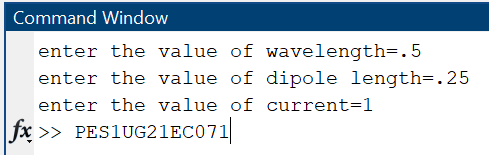 Command Window
enter the value of wavelength=.5
enter the value of dipole length=.25
enter the value of current=1
fx >> PES1UG21EC071